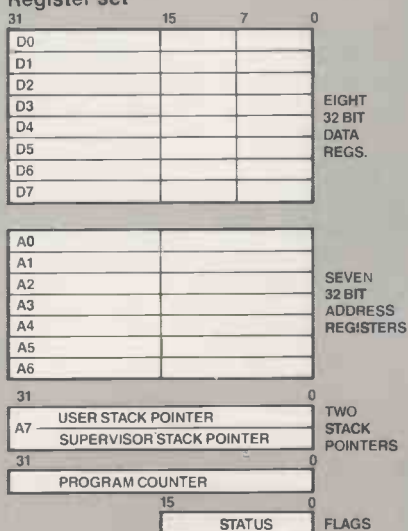 Register Set
31 15 7 0
D0
D1
D2
D3
D4
D5
D6
D7
EIGHT
32 BIT
DATA
REGS.
A0
A1
A2
A3
A4
A5
A6
SEVEN
32 BIT
ADDRESS
REGISTERS
31 0
A7
USER STACK POINTER
SUPERVISOR STACK POINTER
TWO
STACK
POINTERS
31 0
PROGRAM COUNTER
15 0
STATUS
FLAGS